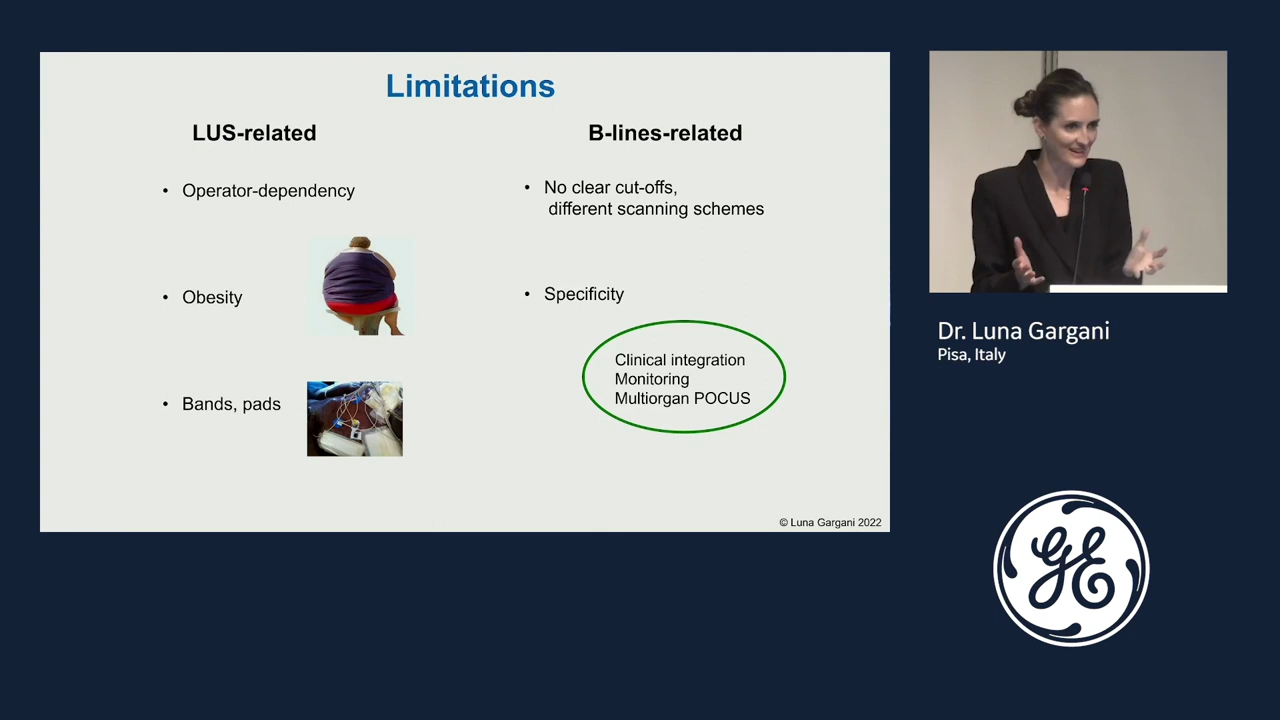 Limitations
LUS-related
• Operator-dependency
• Obesity
• Bands, pads
B-lines-related
• No clear cut-offs,
different scanning schemes
• Specificity
Clinical integration
Monitoring
Multiorgan POCUS
© Luna Gargani 2022
Dr. Luna Gargani
Pisa, Italy
GE